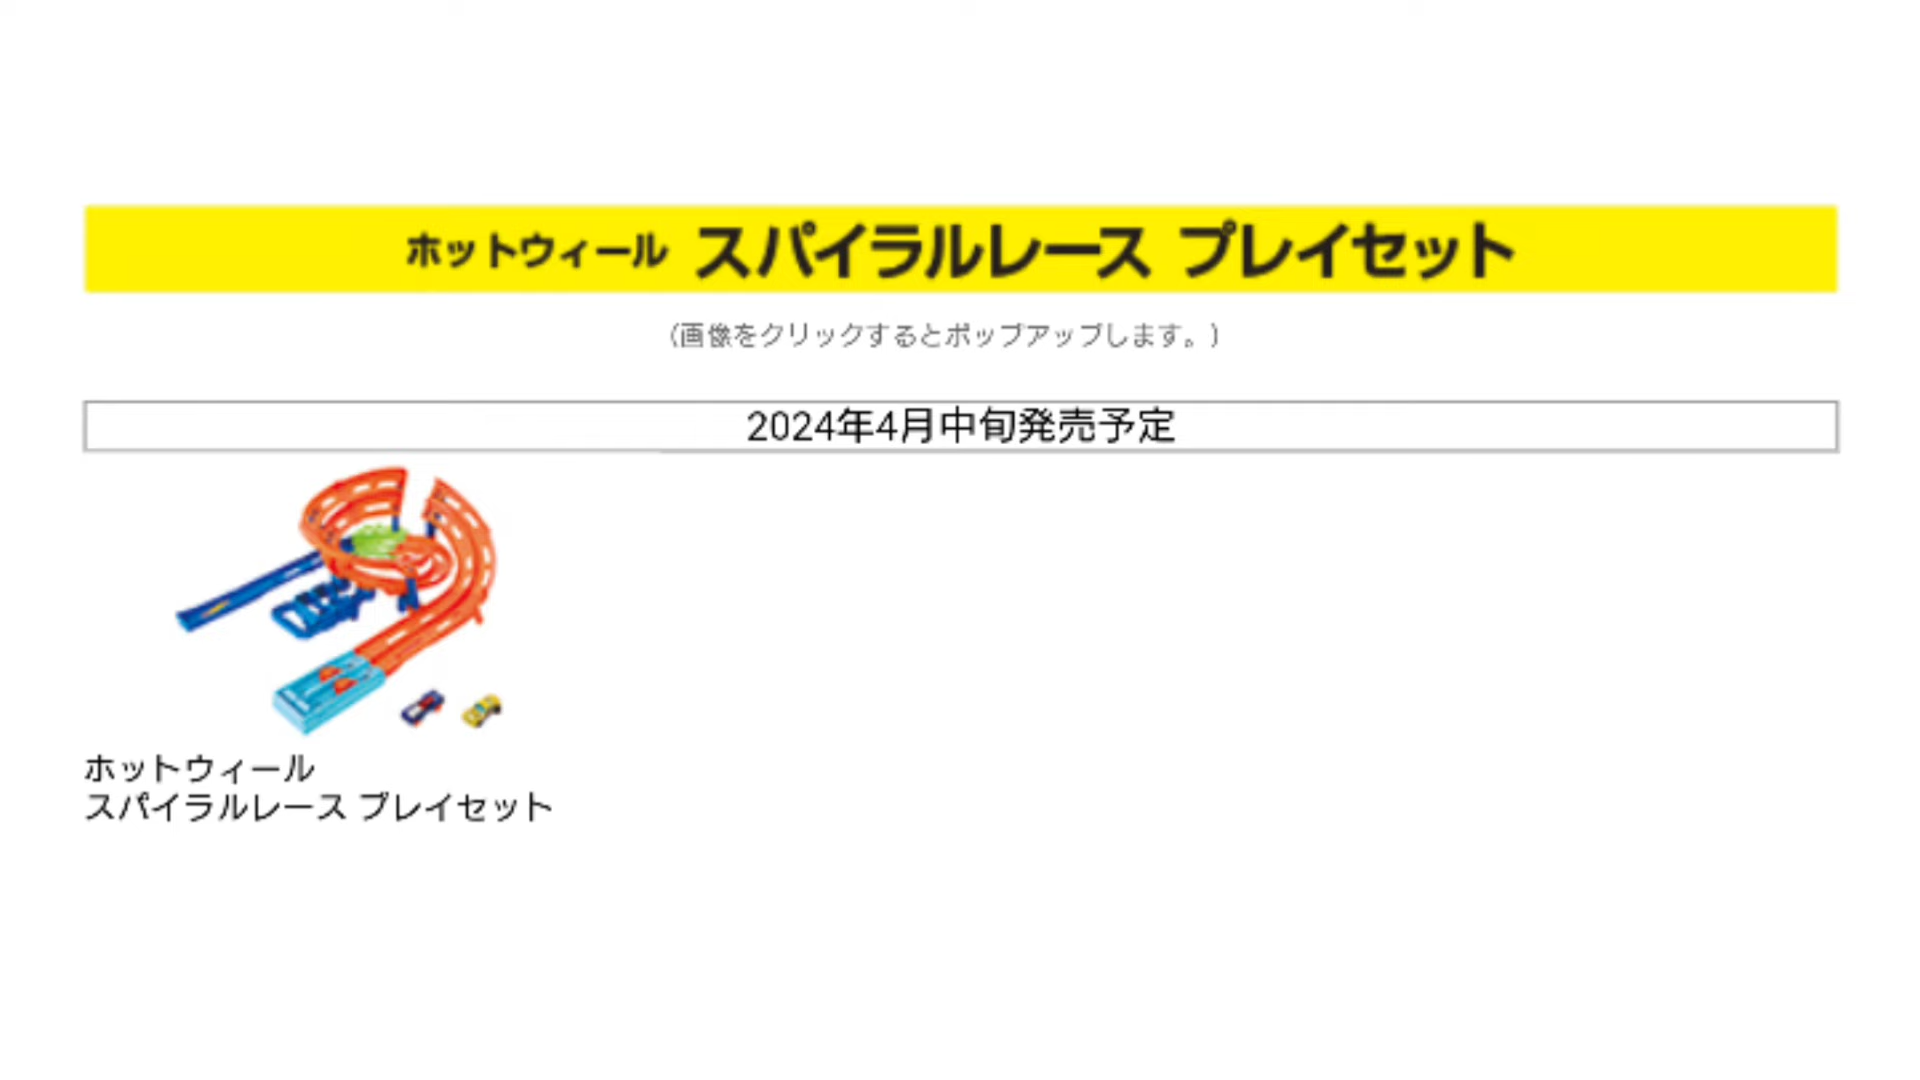 ホットウィール スパイラルレース プレイセット
(画像をクリックするとポップアップします。)
2024年4月中旬発売予定
ホットウィール
スパイラルレース プレイセット